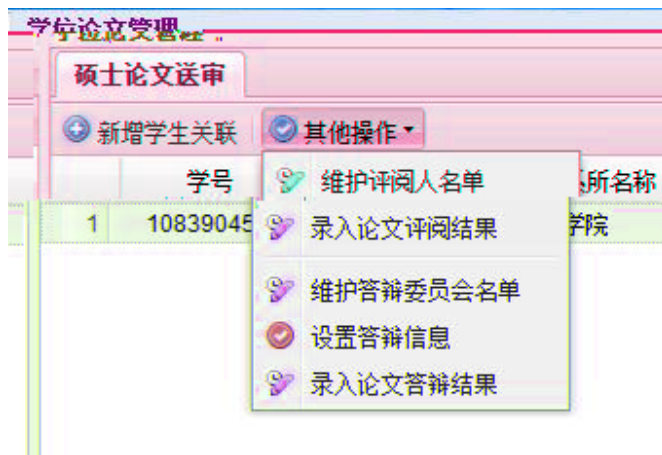 学位论文管理
硕士论文送审
新增学生关联 其他操作
学号 所名称
维护评阅人名单
1 10839045 学院
录入论文评阅结果
维护答辩委员会名单
设置答辩信息
录入论文答辩结果